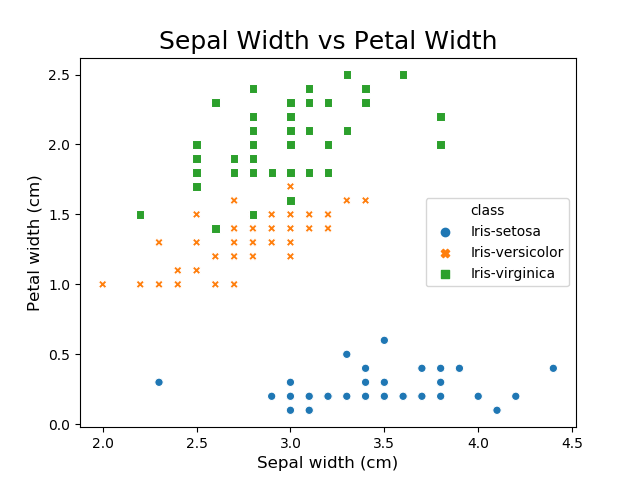 Sepal Width vs Petal Width
2.5
2.0
1.5
1.0
0.5
0.0
Petal width (cm)
class
Iris-setosa
Iris-versicolor
Iris-virginica
2.0 2.5 3.0 3.5 4.0 4.5
Sepal width (cm)